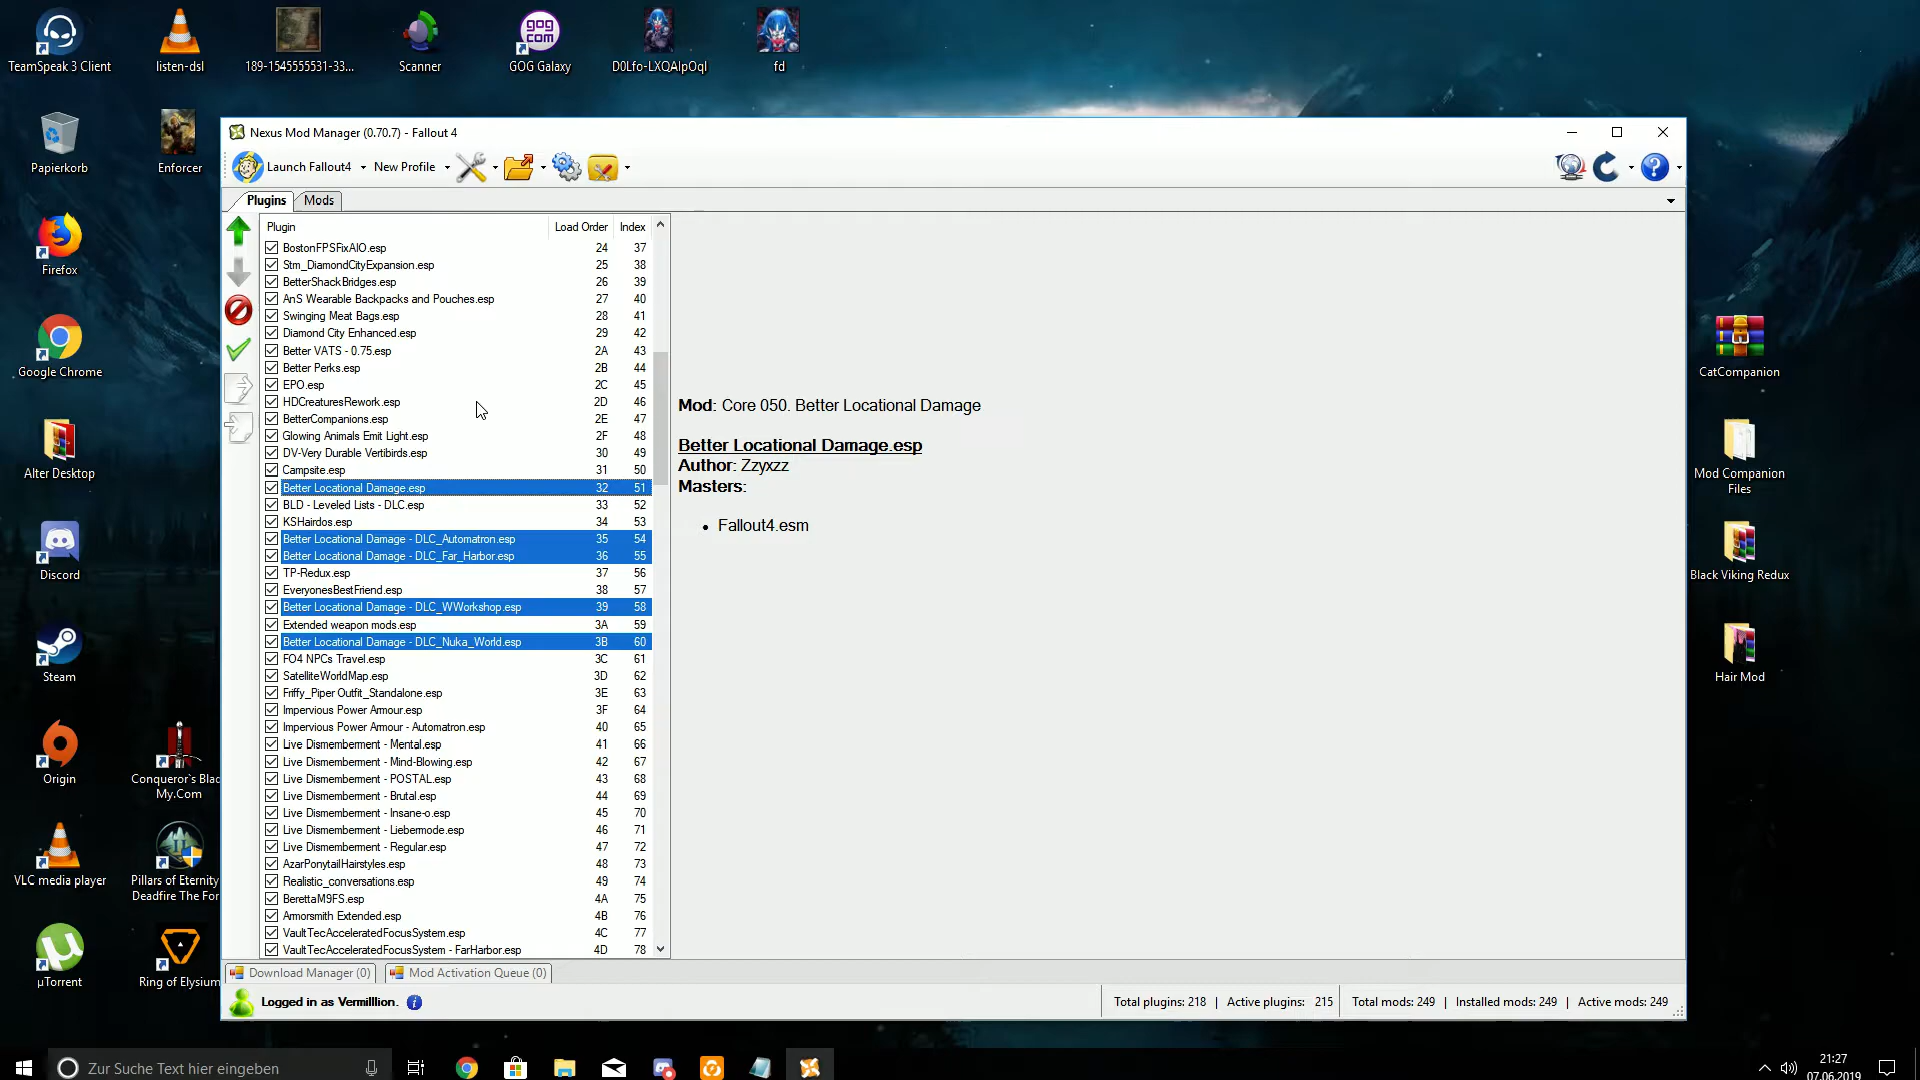 TeamSpeak 3 Client
listen-dsl
189-1545555531-33...
Scanner
gog
com
GOG Galaxy
D0Lfo-LXQAIpOqI
fd
Papierkorb
Enforcer
Firefox
Google Chrome
Alter Desktop
Discord
Steam
Origin
Conqueror`s Blac
My.Com
VLC media player
Pillars of Eternity
Deadfire The For
µTorrent
Ring of Elysium
CatCompanion
Mod Companion
Files
Black Viking Redux
Hair Mod
Nexus Mod Manager (0.70.7) - Fallout 4
Launch Fallout4
New Profile
Plugins
Mods
Plugin Load Order Index
BostonFPSFixAIO.esp 24 37
Stm_DiamondCityExpansion.esp 25 38
BetterShackBridges.esp 26 39
AnS Wearable Backpacks and Pouches.esp 27 40
Swinging Meat Bags.esp 28 41
Diamond City Enhanced.esp 29 42
Better VATS - 0.75.esp 2A 43
Better Perks.esp 2B 44
EPO.esp 2C 45
HDCreaturesRework.esp 2D 46
BetterCompanions.esp 2E 47
Glowing Animals Emit Light.esp 2F 48
DV-Very Durable Vertibirds.esp 30 49
Campsite.esp 31 50
Better Locational Damage.esp 32 51
BLD - Leveled Lists - DLC.esp 33 52
KSHairdos.esp 34 53
Better Locational Damage - DLC_Automatron.esp 35 54
Better Locational Damage - DLC_Far_Harbor.esp 36 55
TP-Redux.esp 37 56
EveryonesBestFriend.esp 38 57
Better Locational Damage - DLC_WWorkshop.esp 39 58
Extended weapon mods.esp 3A 59
Better Locational Damage - DLC_Nuka_World.esp 3B 60
FO4 NPCs Travel.esp 3C 61
SatelliteWorldMap.esp 3D 62
Friffy_Piper Outfit_Standalone.esp 3E 63
Impervious Power Armour.esp 3F 64
Impervious Power Armour - Automatron.esp 40 65
Live Dismemberment - Mental.esp 41 66
Live Dismemberment - Mind-Blowing.esp 42 67
Live Dismemberment - POSTAL.esp 43 68
Live Dismemberment - Brutal.esp 44 69
Live Dismemberment - Insane-o.esp 45 70
Live Dismemberment - Liebermode.esp 46 71
Live Dismemberment - Regular.esp 47 72
AzarPonytailHairstyles.esp 48 73
Realistic_conversations.esp 49 74
BerettaM9FS.esp 4A 75
Armorsmith Extended.esp 4B 76
VaultTecAcceleratedFocusSystem.esp 4C 77
VaultTecAcceleratedFocusSystem - FarHarbor.esp 4D 78
Mod: Core 050. Better Locational Damage
Better Locational Damage.esp
Author: Zzyxzz
Masters:
• Fallout4.esm
Download Manager (0)
Mod Activation Queue (0)
Logged in as Vermilllion.
Total plugins: 218 | Active plugins: 215
Total mods: 249 | Installed mods: 249 | Active mods: 249
Zur Suche Text hier eingeben
21:27
07.06.2019